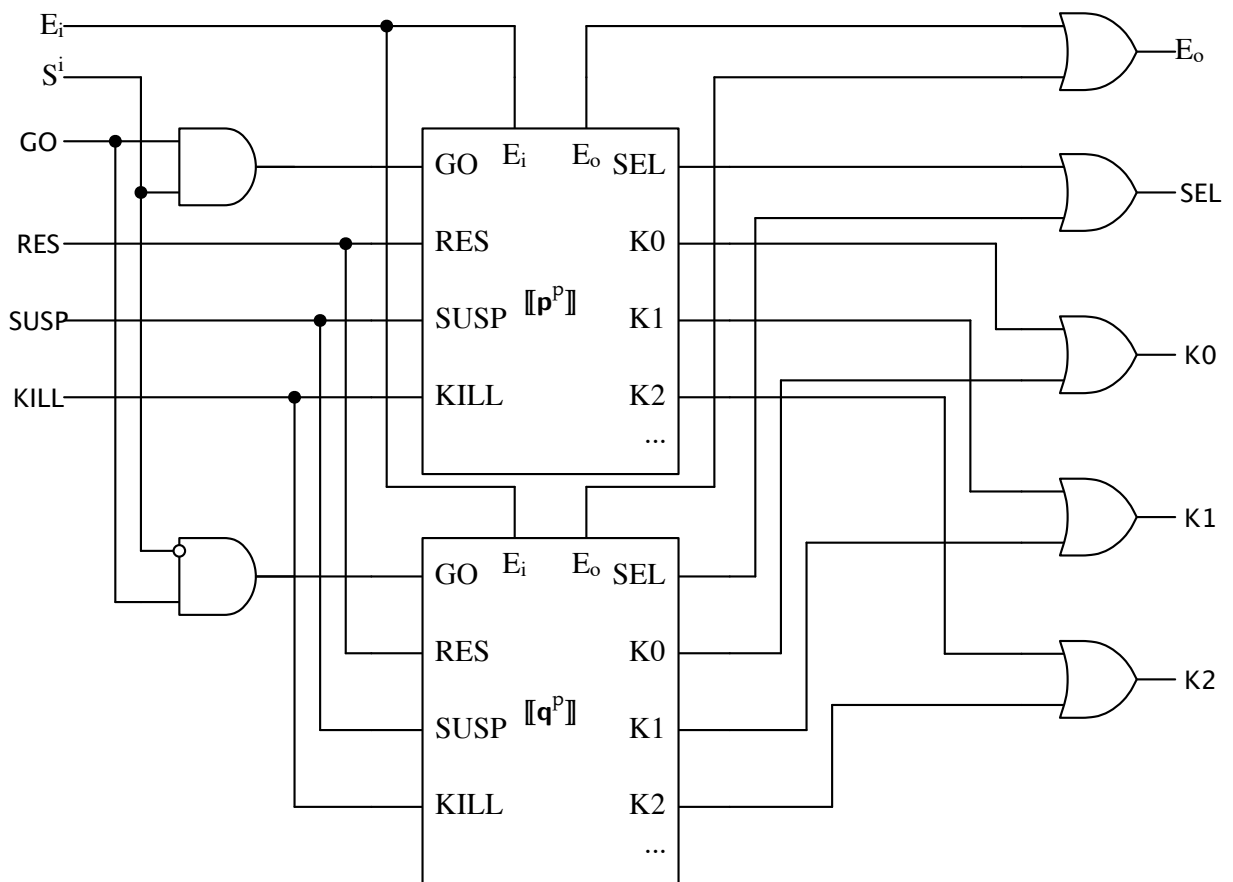 Eᵢ
Sⁱ
GO
RES
SUSP
KILL
Eᵢ Eₒ
GO SEL
RES K0
SUSP ⟦pᵖ⟧ K1
KILL K2
...
Eᵢ Eₒ
GO SEL
RES K0
SUSP ⟦qᵖ⟧ K1
KILL K2
...
Eₒ
SEL
K0
K1
K2